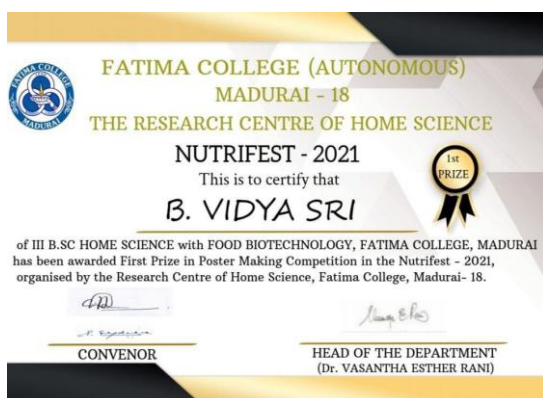 FATIMA COLLEGE (AUTONOMOUS)
MADURAI - 18
THE RESEARCH CENTRE OF HOME SCIENCE
NUTRIFEST - 2021
This is to certify that
1st
PRIZE
B. VIDYA SRI
of III B.SC HOME SCIENCE with FOOD BIOTECHNOLOGY, FATIMA COLLEGE, MADURAI
has been awarded First Prize in Poster Making Competition in the Nutrifest - 2021,
organised by the Research Centre of Home Science, Fatima College, Madurai- 18.
CONVENOR
HEAD OF THE DEPARTMENT
(Dr. VASANTHA ESTHER RANI)
FATIMA COLLEGE
MADURAI